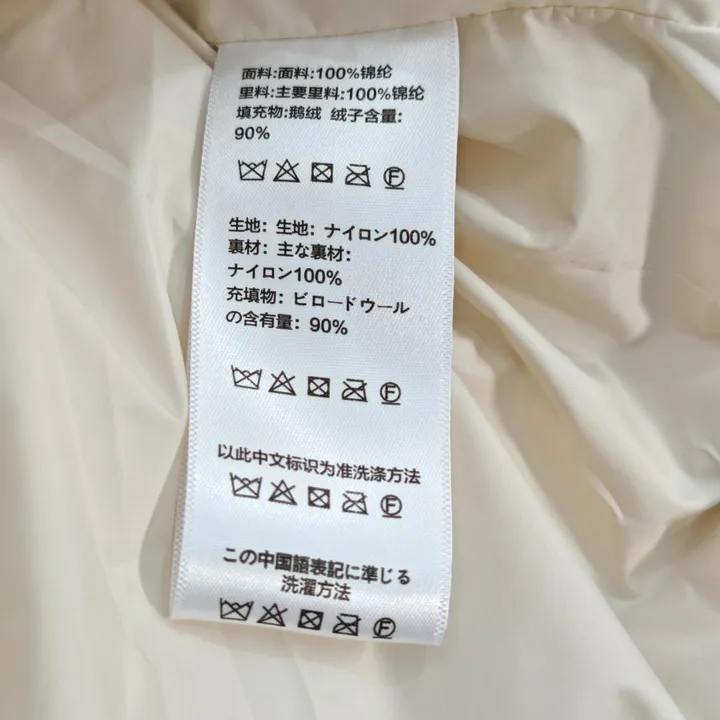 面料:面料:100%锦纶
里料:主要里料:100%锦纶
填充物:鹅绒 绒子含量:
90%
F
生地: 生地: ナイロン100%
裏材: 主な裏材:
ナイロン100%
充填物: ビロードウール
の含有量: 90%
F
以此中文标识为准洗涤方法
F
この中国語表記に準じる
洗濯方法
F